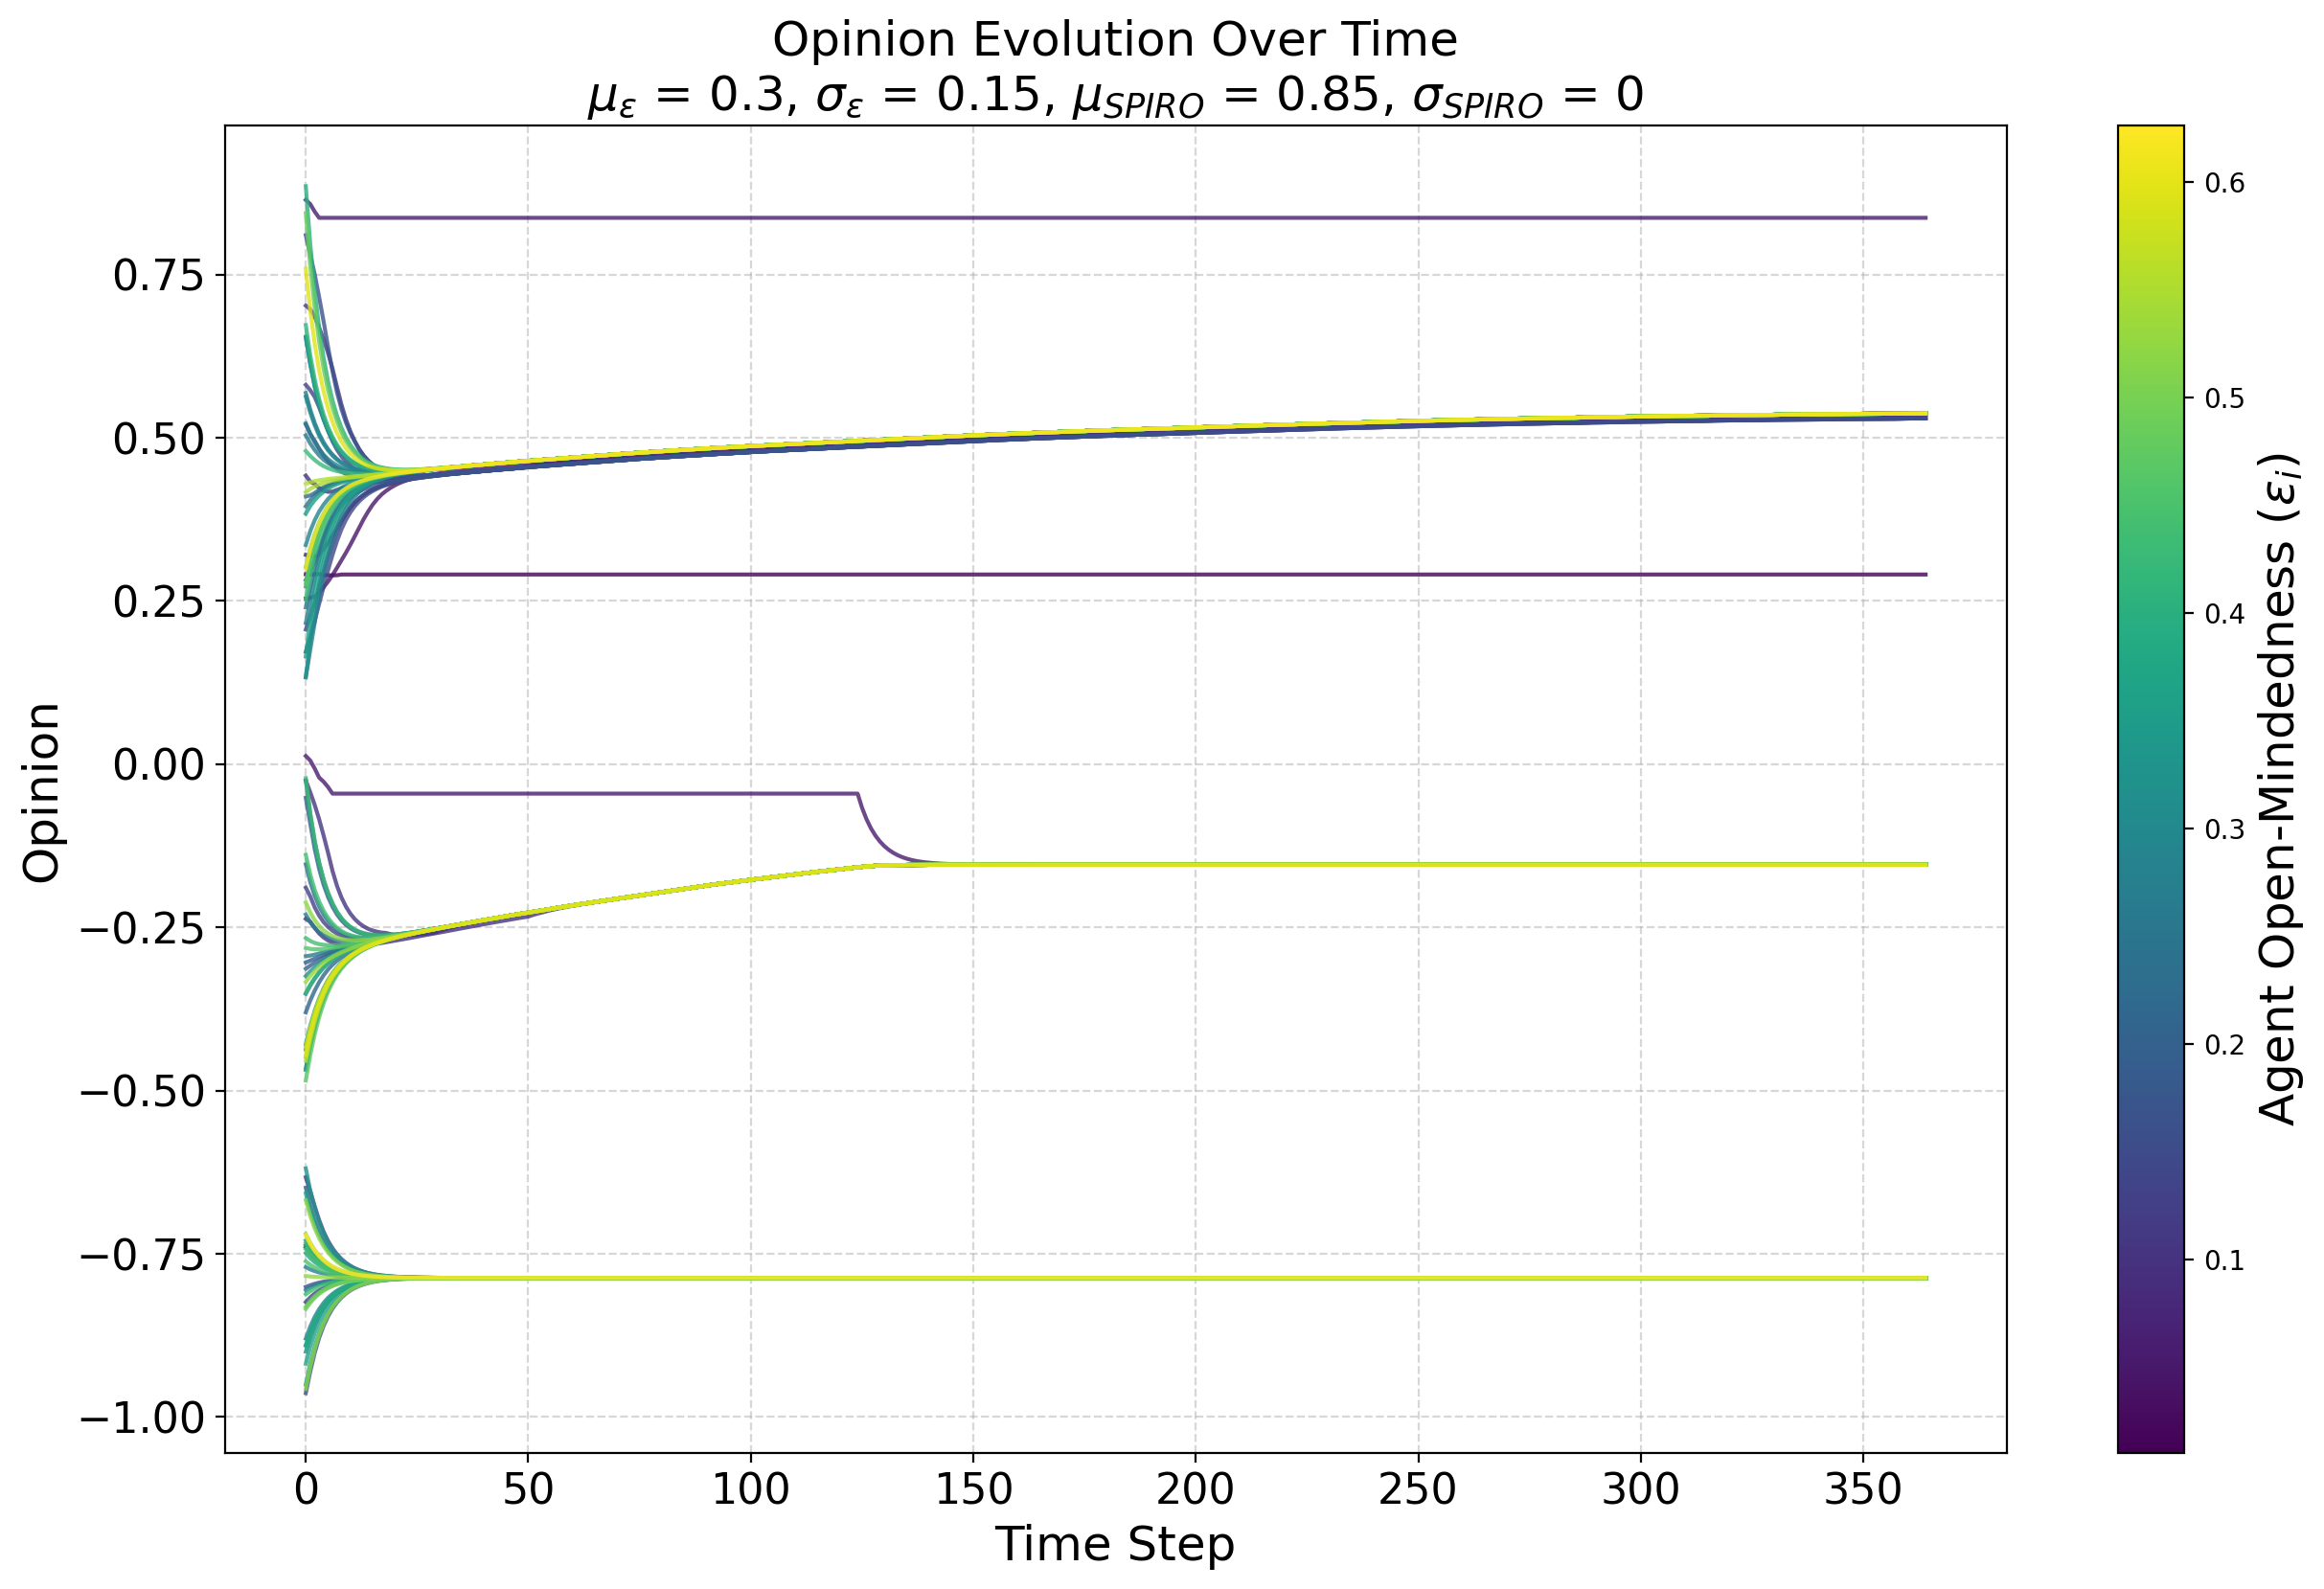 Opinion Evolution Over Time
μ_ε = 0.3, σ_ε = 0.15, μ_SPIRO = 0.85, σ_SPIRO = 0
Opinion
0.75
0.50
0.25
0.00
−0.25
−0.50
−0.75
−1.00
0 50 100 150 200 250 300 350
Time Step
0.6
0.5
0.4
0.3
0.2
0.1
Agent Open-Mindedness (ε_i)